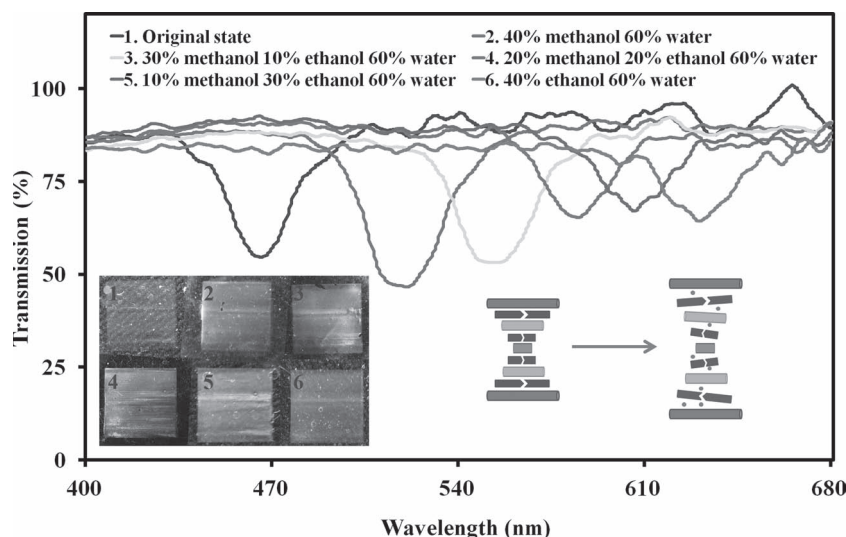 1. Original state
2. 40% methanol 60% water
3. 30% methanol 10% ethanol 60% water
4. 20% methanol 20% ethanol 60% water
5. 10% methanol 30% ethanol 60% water
6. 40% ethanol 60% water
100
75
50
25
0
Transmission (%)
1 2 3
4 5 6
400 470 540 610 680
Wavelength (nm)